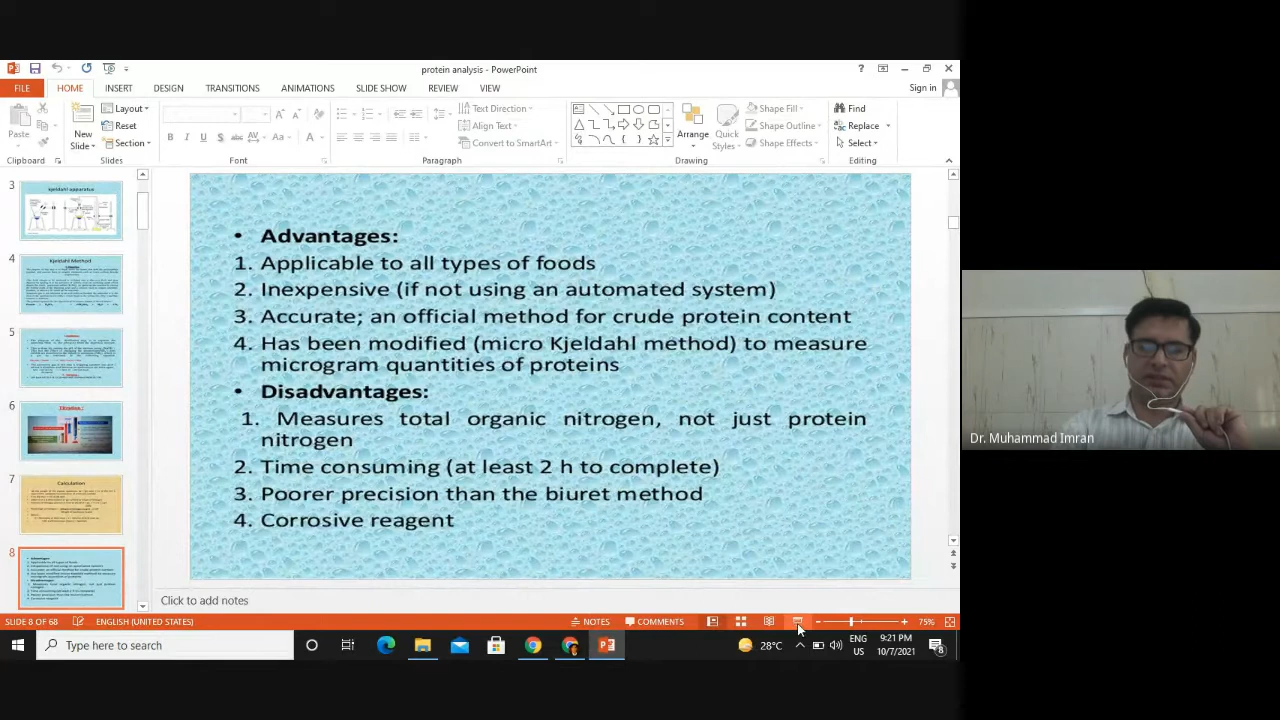 protein analysis - PowerPoint
?
Sign in
FILE
HOME
INSERT
DESIGN
TRANSITIONS
ANIMATIONS
SLIDE SHOW
REVIEW
VIEW
Paste
New
Slide
Layout
Reset
Section
B I U S abc AV Aa A
Text Direction
Align Text
Convert to SmartArt
Arrange
Quick
Styles
Shape Fill
Shape Outline
Shape Effects
Find
Replace
Select
Clipboard
Slides
Font
Paragraph
Drawing
Editing
3
Kjeldahl apparatus
4
Kjeldahl Method
5
6
Titration :
7
Calculation
8
• Advantages:
1. Applicable to all types of foods
2. Inexpensive (if not using an automated system)
3. Accurate; an official method for crude protein content
4. Has been modified (micro Kjeldahl method) to measure
microgram quantities of proteins
• Disadvantages:
1. Measures total organic nitrogen, not just protein
nitrogen
2. Time consuming (at least 2 h to complete)
3. Poorer precision than the biuret method
4. Corrosive reagent
Click to add notes
SLIDE 8 OF 68
ENGLISH (UNITED STATES)
NOTES
COMMENTS
75%
Type here to search
28°C
ENG
US
9:21 PM
10/7/2021
8
Dr. Muhammad Imran